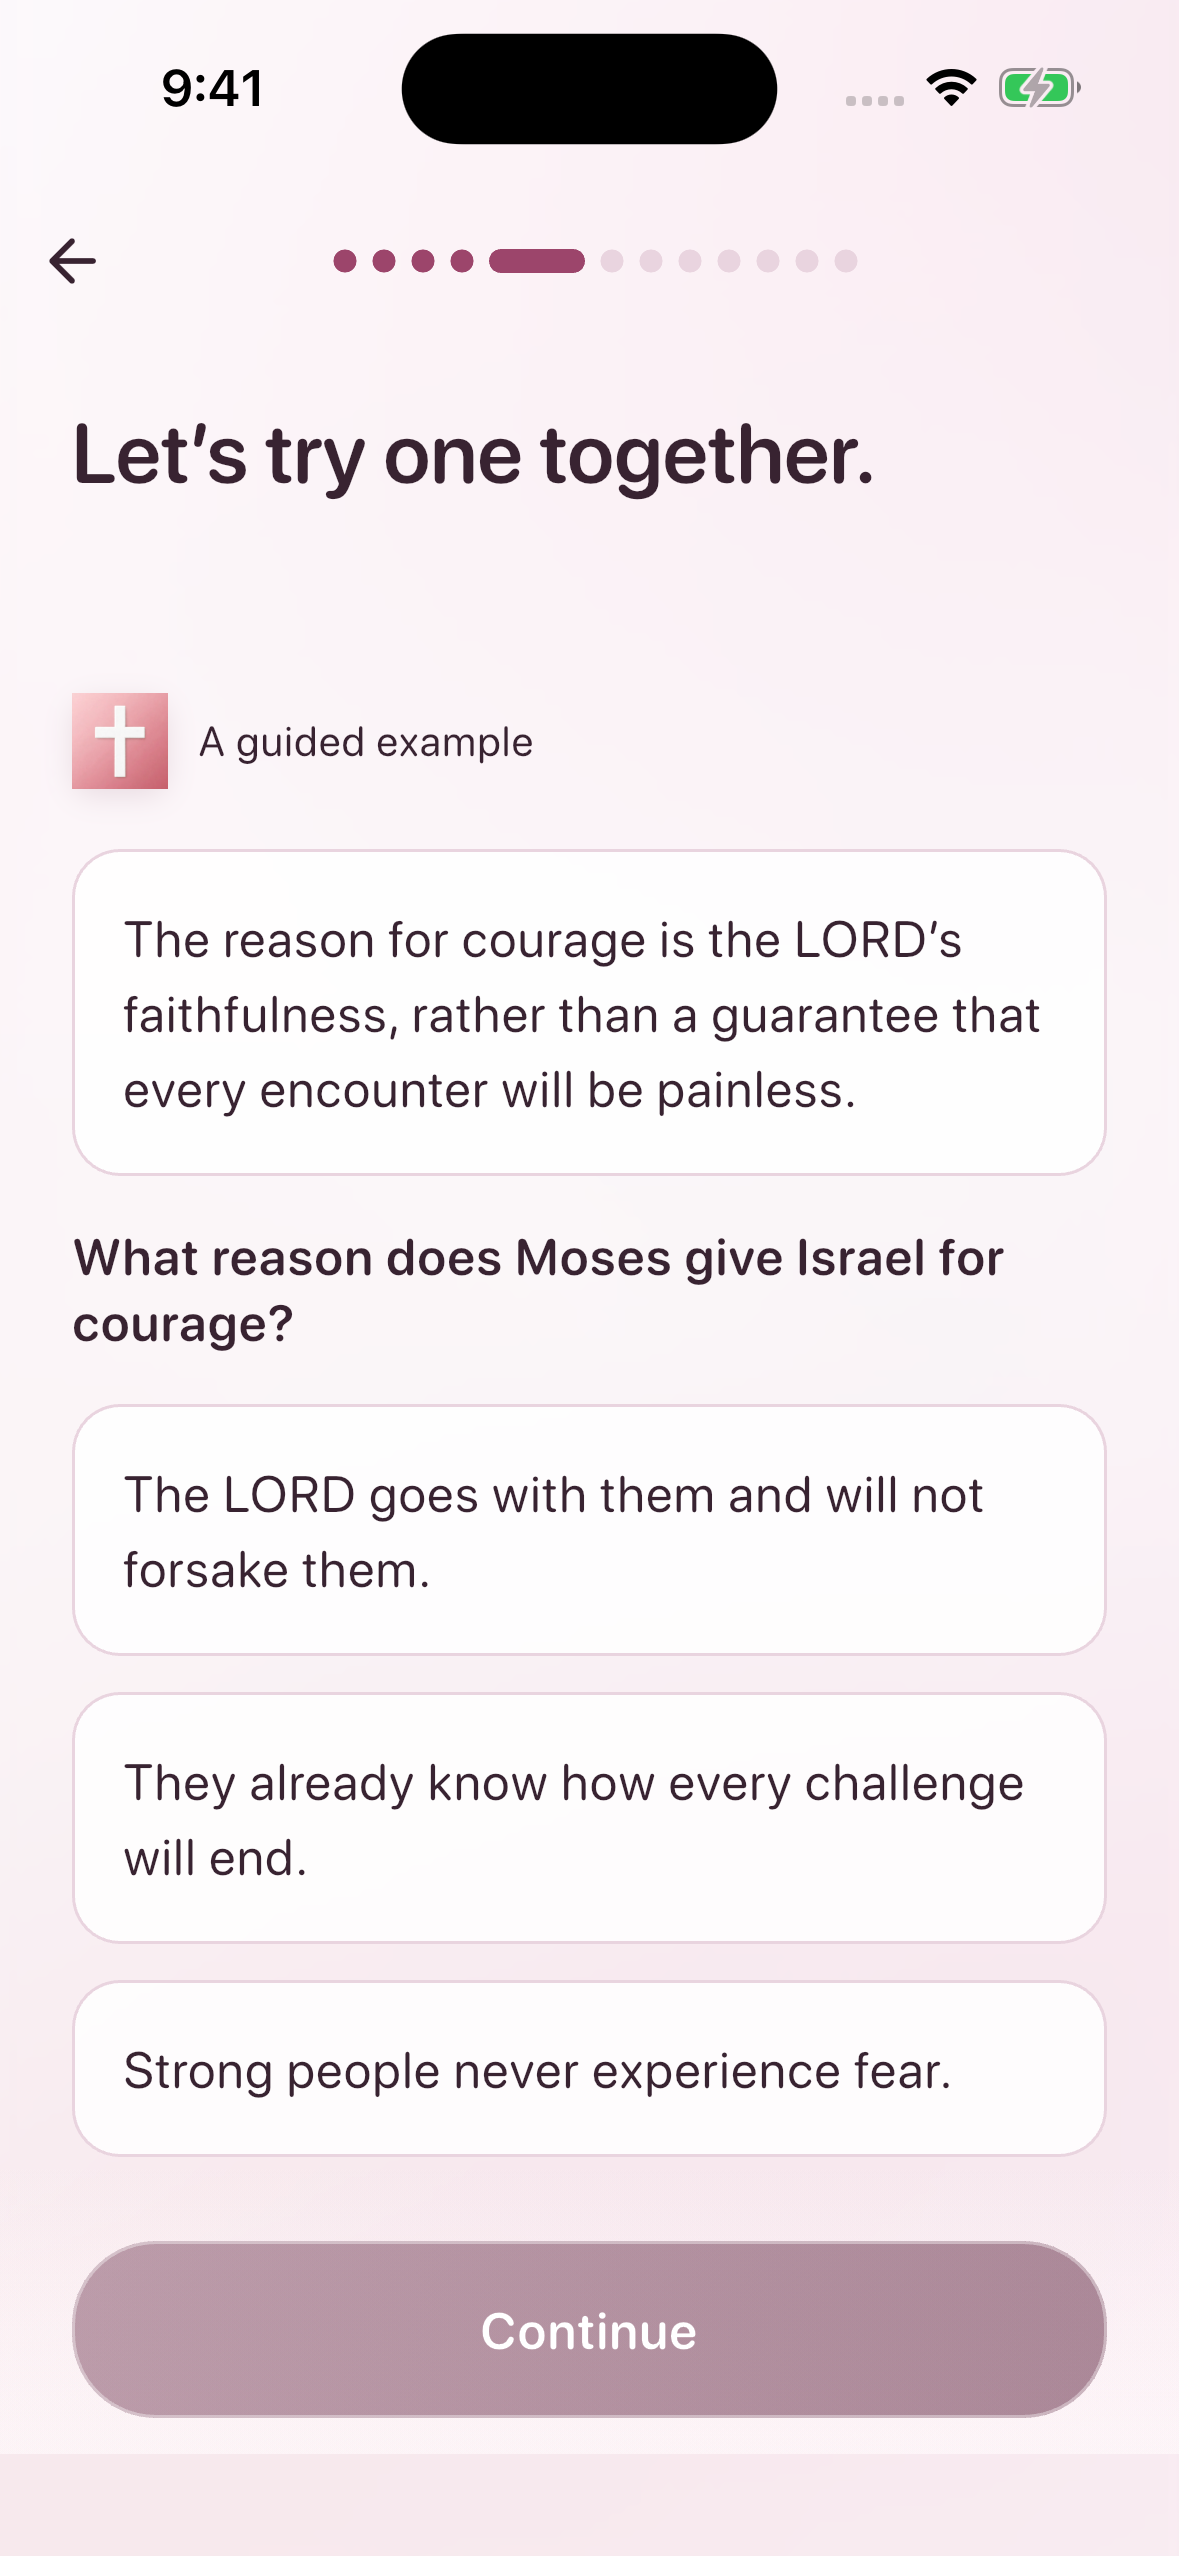 9:41
Let’s try one together.
A guided example
The reason for courage is the LORD’s
faithfulness, rather than a guarantee that
every encounter will be painless.
What reason does Moses give Israel for
courage?
The LORD goes with them and will not
forsake them.
They already know how every challenge
will end.
Strong people never experience fear.
Continue